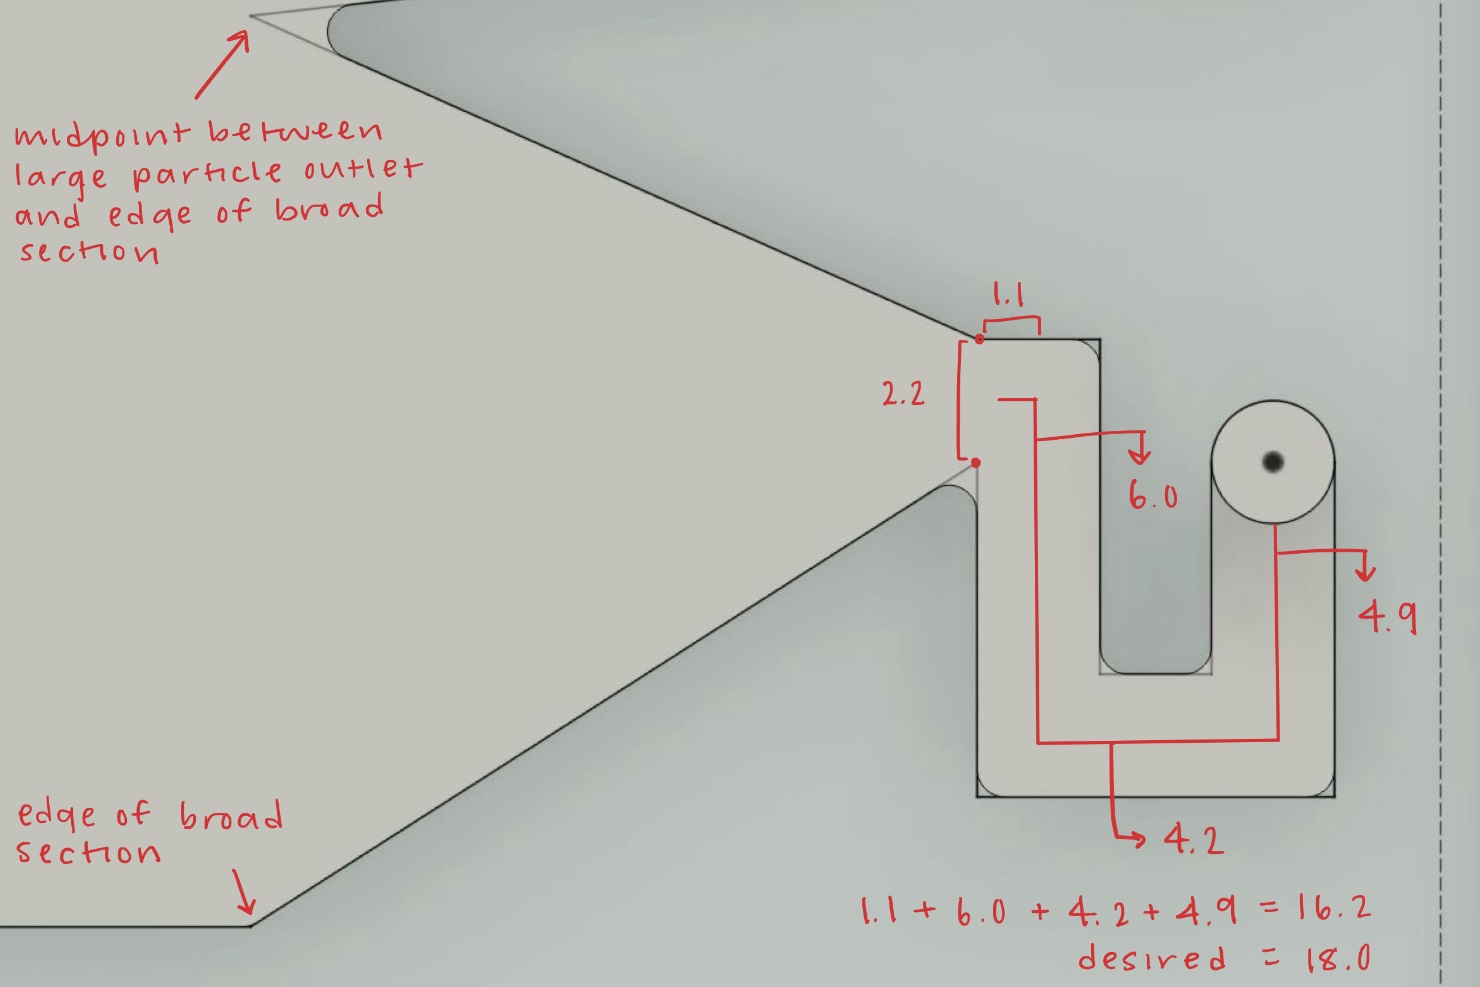 midpoint between
large particle outlet
and edge of broad
section
1.1
2.2
6.0
4.9
edge of broad
section
4.2
1.1 + 6.0 + 4.2 + 4.9 = 16.2
desired = 18.0